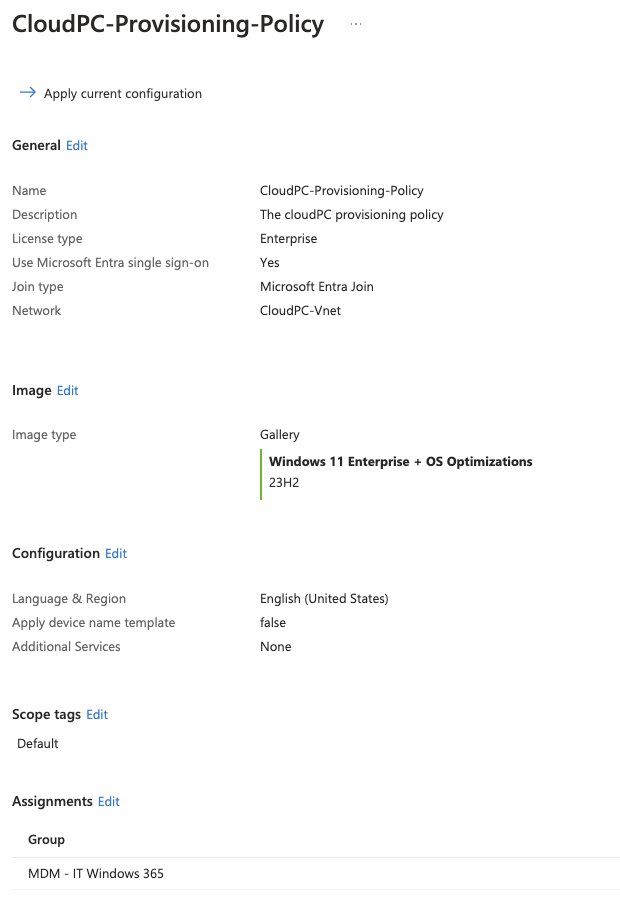 CloudPC-Provisioning-Policy ...
Apply current configuration
General Edit
Name CloudPC-Provisioning-Policy
Description The cloudPC provisioning policy
License type Enterprise
Use Microsoft Entra single sign-on Yes
Join type Microsoft Entra Join
Network CloudPC-Vnet
Image Edit
Image type Gallery
Windows 11 Enterprise + OS Optimizations
23H2
Configuration Edit
Language & Region English (United States)
Apply device name template false
Additional Services None
Scope tags Edit
Default
Assignments Edit
Group
MDM - IT Windows 365